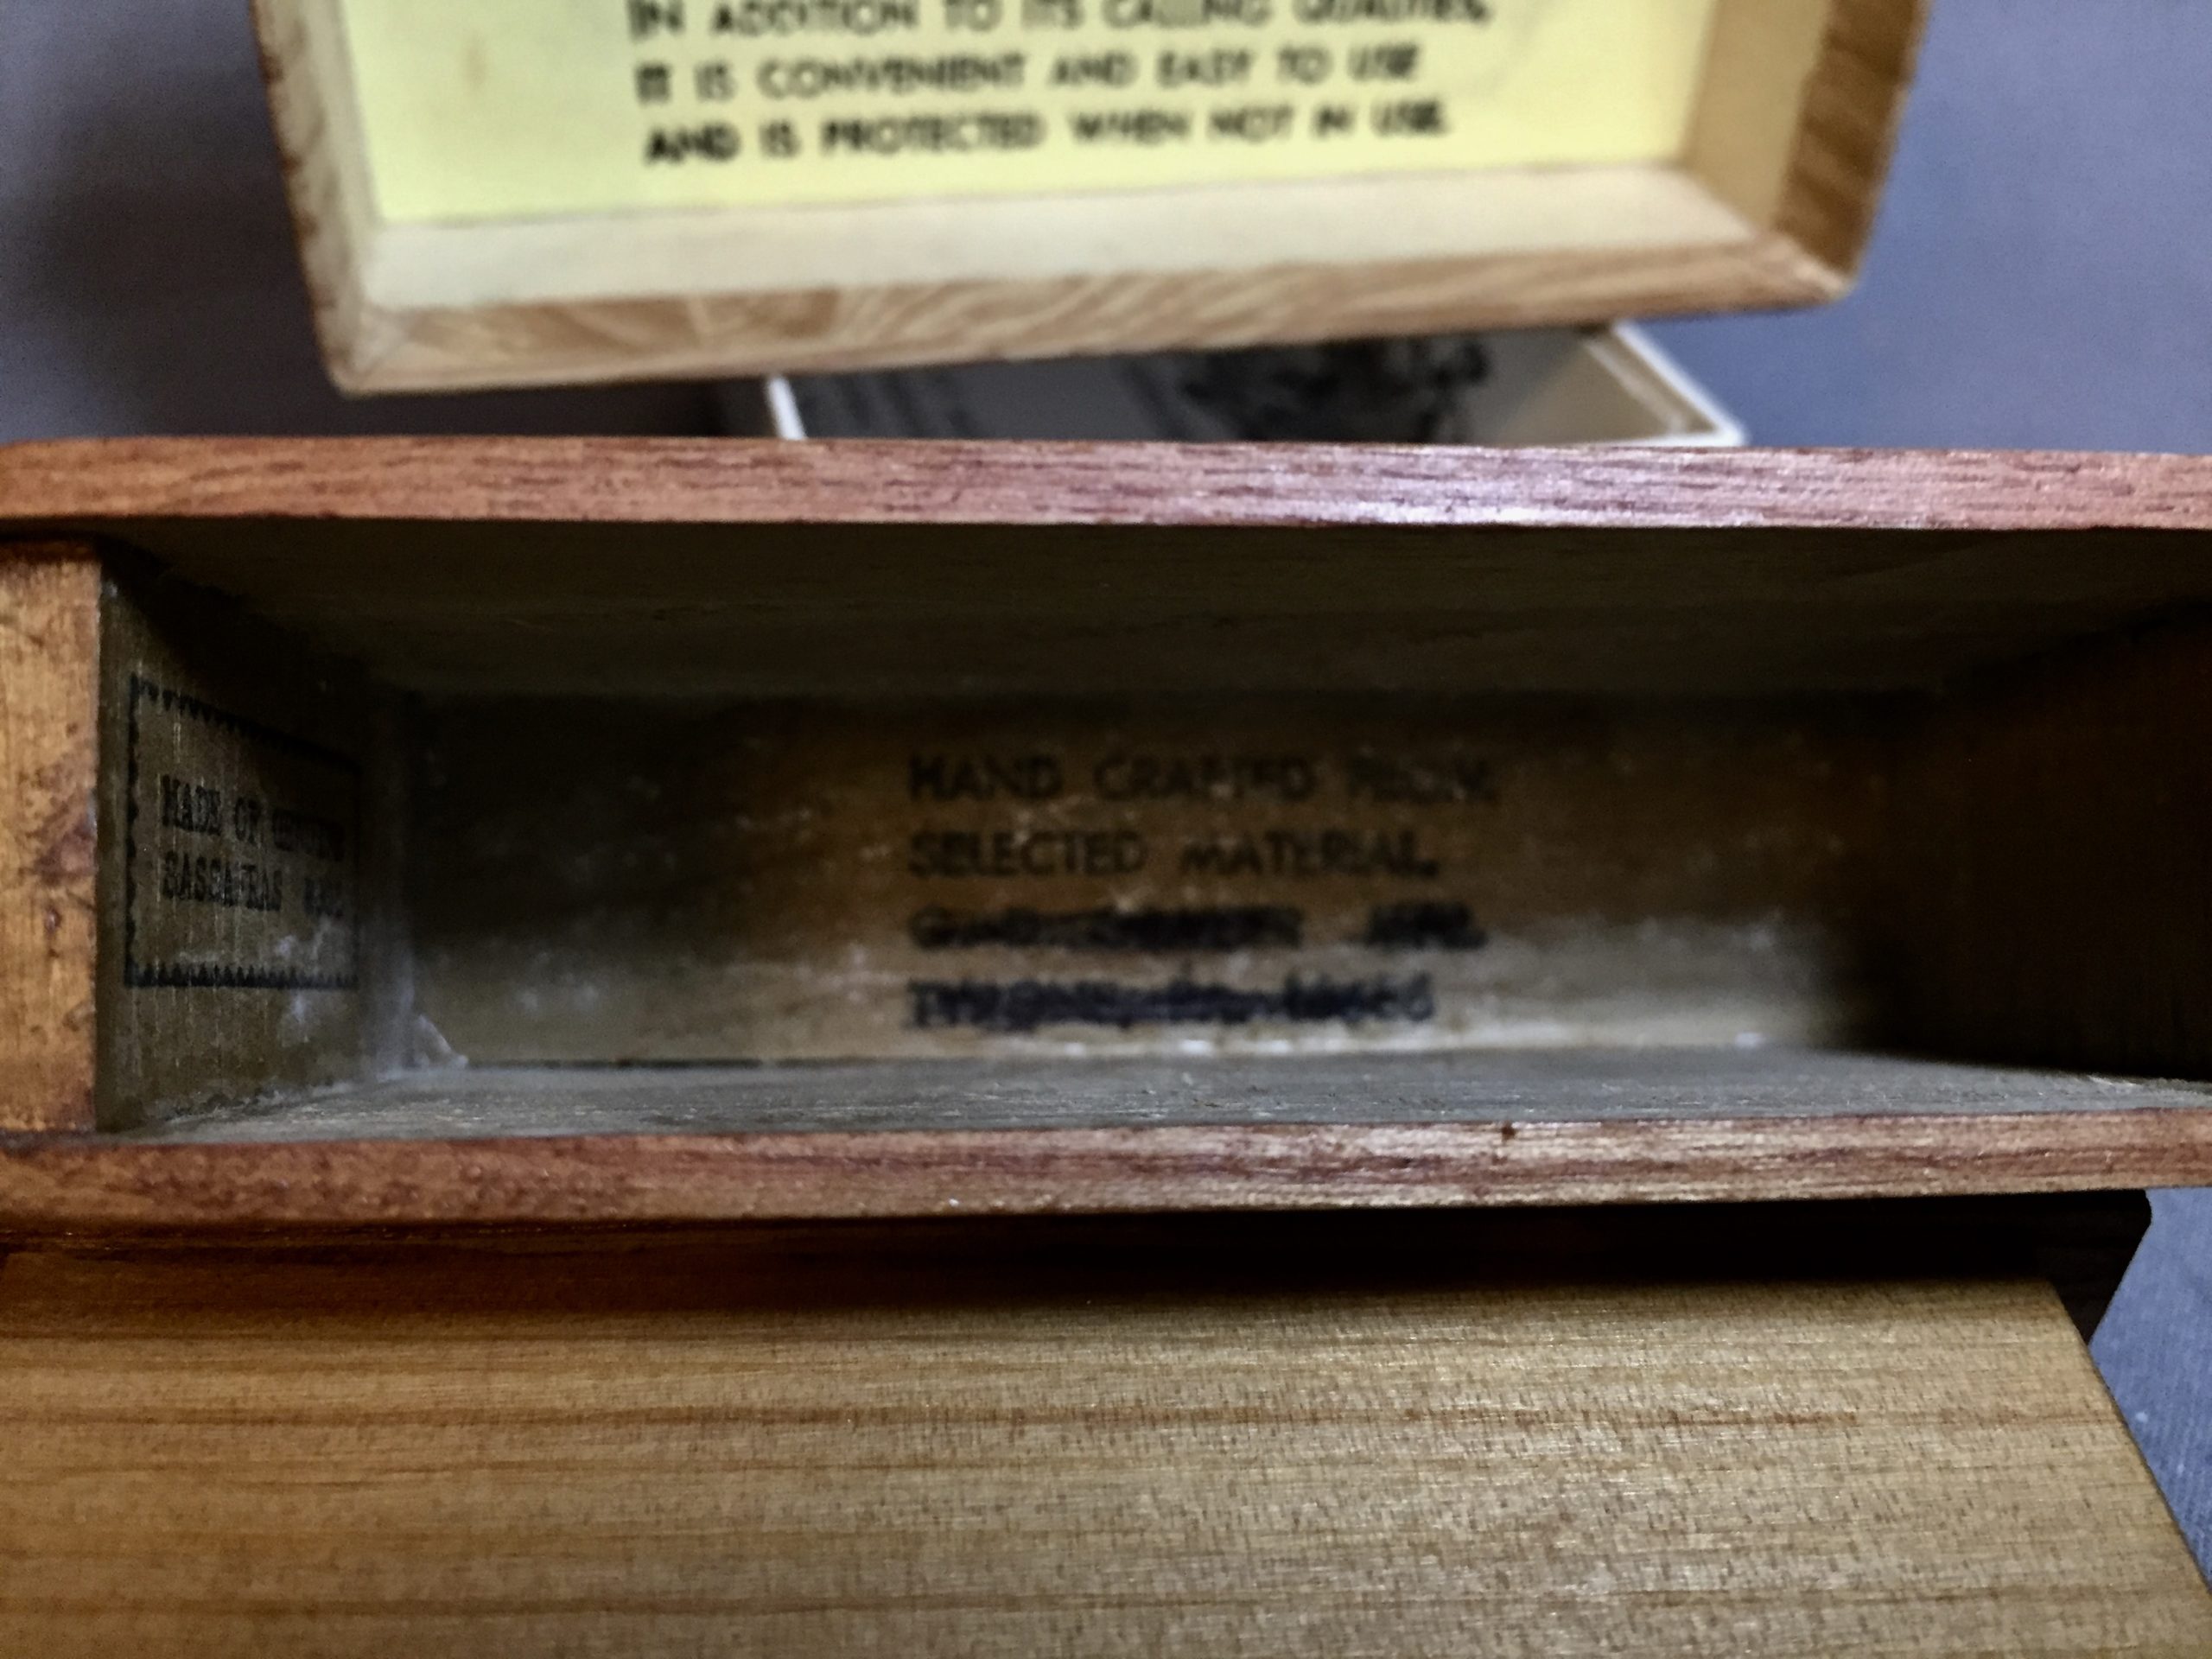 IN ADDITION TO ITS CALLING QUALITIES,
IT IS CONVENIENT AND EASY TO USE
AND IS PROTECTED WHEN NOT IN USE.
MADE OF
SASSAFRAS
HAND CRAFTED FROM
SELECTED MATERIAL